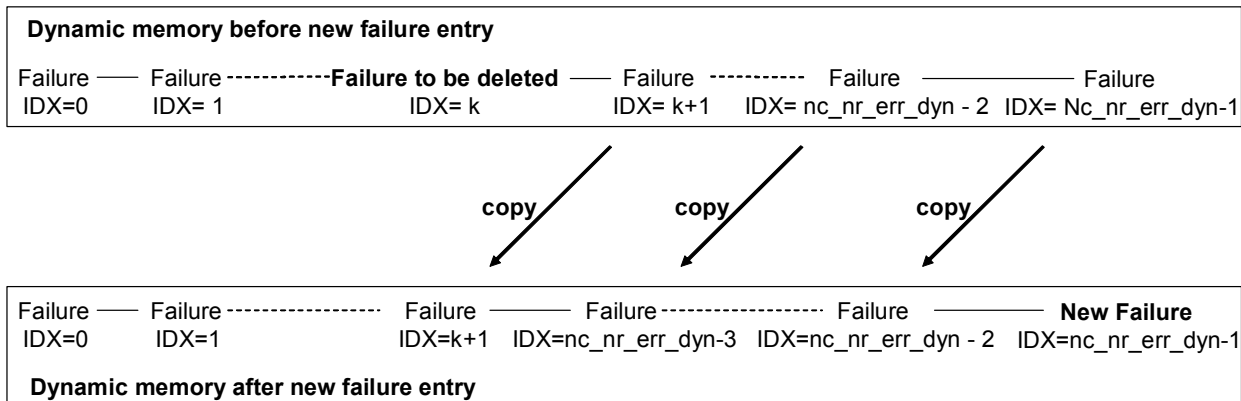 Dynamic memory before new failure entry
Failure Failure Failure to be deleted Failure Failure Failure
IDX=0 IDX= 1 IDX= k IDX= k+1 IDX= nc_nr_err_dyn - 2 IDX= Nc_nr_err_dyn-1
copy copy copy
Failure Failure Failure Failure Failure New Failure
IDX=0 IDX=1 IDX=k+1 IDX=nc_nr_err_dyn-3 IDX=nc_nr_err_dyn - 2 IDX=nc_nr_err_dyn-1
Dynamic memory after new failure entry